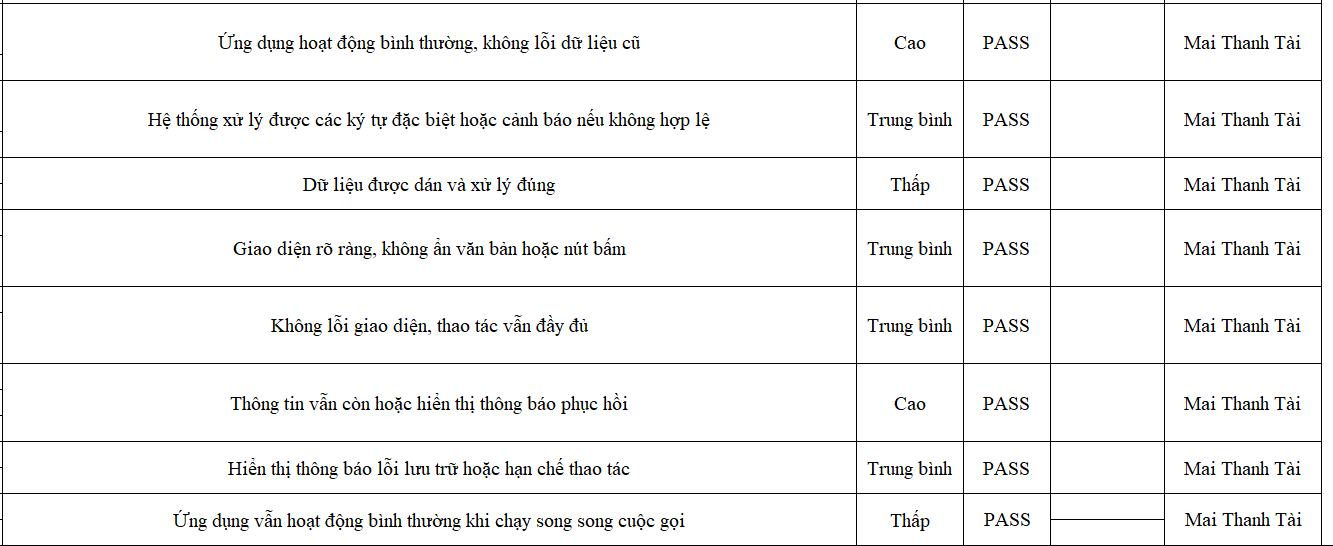 Ứng dụng hoạt động bình thường, không lỗi dữ liệu cũ Cao PASS Mai Thanh Tài
Hệ thống xử lý được các ký tự đặc biệt hoặc cảnh báo nếu không hợp lệ Trung bình PASS Mai Thanh Tài
Dữ liệu được dán và xử lý đúng Thấp PASS Mai Thanh Tài
Giao diện rõ ràng, không ẩn văn bản hoặc nút bấm Trung bình PASS Mai Thanh Tài
Không lỗi giao diện, thao tác vẫn đầy đủ Trung bình PASS Mai Thanh Tài
Thông tin vẫn còn hoặc hiển thị thông báo phục hồi Cao PASS Mai Thanh Tài
Hiển thị thông báo lỗi lưu trữ hoặc hạn chế thao tác Trung bình PASS Mai Thanh Tài
Ứng dụng vẫn hoạt động bình thường khi chạy song song cuộc gọi Thấp PASS Mai Thanh Tài